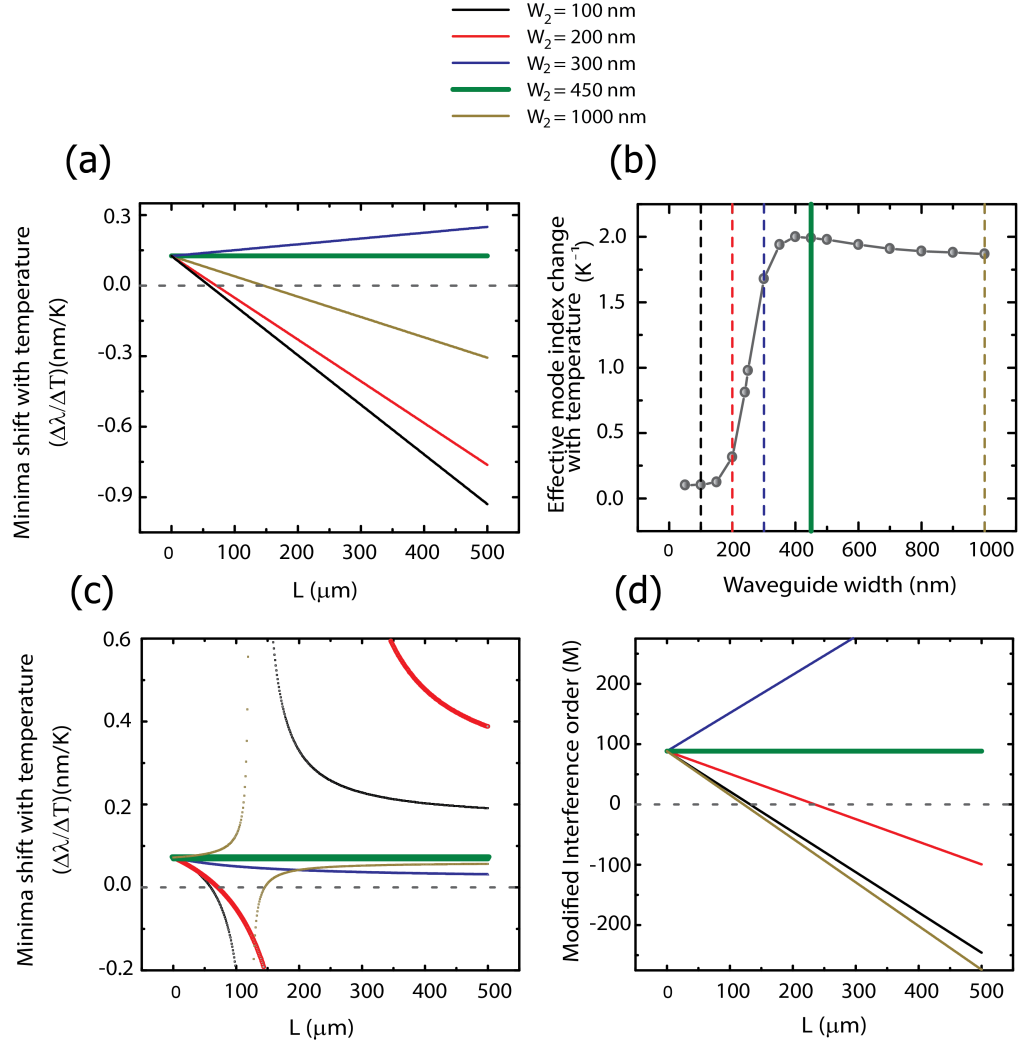 W₂ = 100 nm
W₂ = 200 nm
W₂ = 300 nm
W₂ = 450 nm
W₂ = 1000 nm
(a)
Minima shift with temperature
(Δλ/ΔT)(nm/K)
0.3
0.0
-0.3
-0.6
-0.9
0 100 200 300 400 500
L (μm)
(b)
Effective mode index change
with temperature (K⁻¹)
2.0
1.5
1.0
0.5
0.0
0 200 400 600 800 1000
Waveguide width (nm)
(c)
Minima shift with temperature
(Δλ/ΔT)(nm/K)
0.6
0.4
0.2
0.0
-0.2
0 100 200 300 400 500
L (μm)
(d)
Modified Interference order (M)
200
100
0
-100
-200
0 100 200 300 400 500
L (μm)